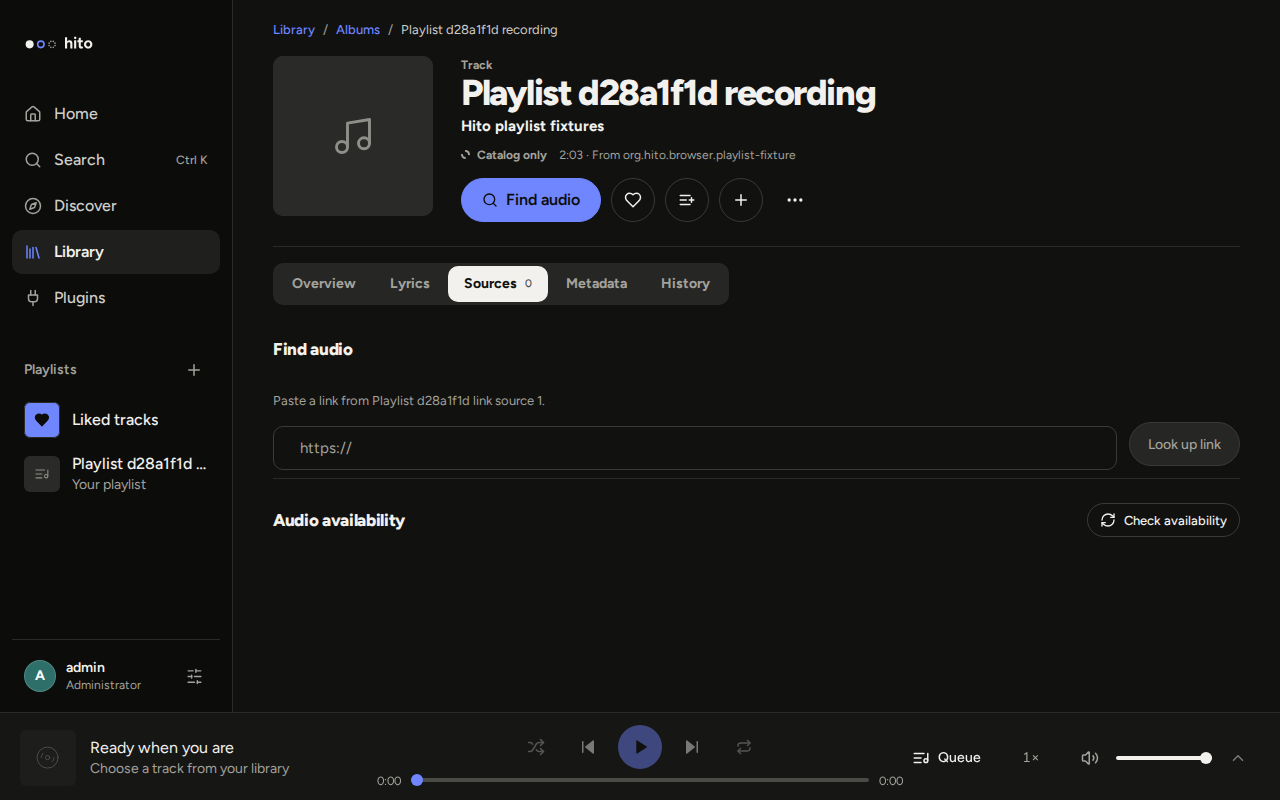 hito
Home
Search Ctrl K
Discover
Library
Plugins
Playlists
Liked tracks
Playlist d28a1f1d ...
Your playlist
A
admin
Administrator
Library / Albums / Playlist d28a1f1d recording
Track
Playlist d28a1f1d recording
Hito playlist fixtures
Catalog only 2:03 · From org.hito.browser.playlist-fixture
Find audio
Overview Lyrics Sources 0 Metadata History
Find audio
Paste a link from Playlist d28a1f1d link source 1.
https:// Look up link
Audio availability Check availability
Ready when you are
Choose a track from your library
0:00 0:00
Queue 1×